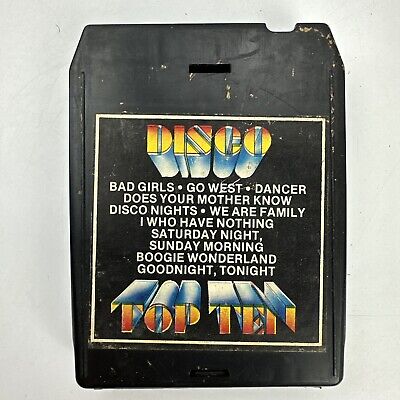 DISCO
BAD GIRLS • GO WEST • DANCER
DOES YOUR MOTHER KNOW
DISCO NIGHTS • WE ARE FAMILY
I WHO HAVE NOTHING
SATURDAY NIGHT,
SUNDAY MORNING
BOOGIE WONDERLAND
GOODNIGHT, TONIGHT
TOP TEN